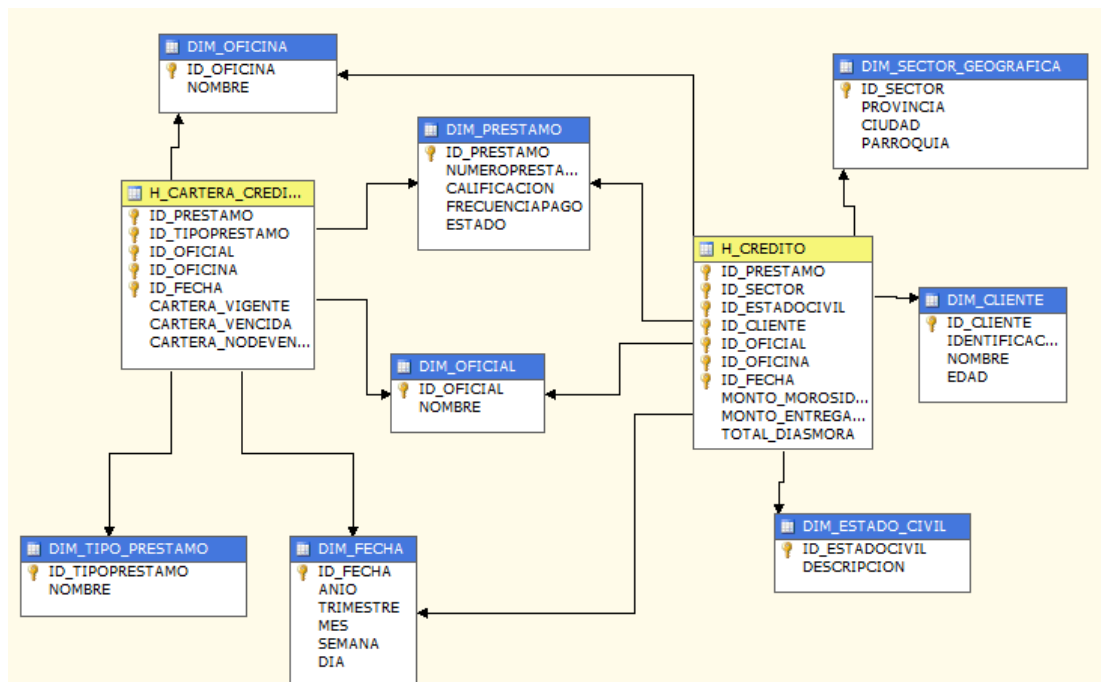 DIM_OFICINA
ID_OFICINA
NOMBRE
DIM_SECTOR_GEOGRAFICA
ID_SECTOR
PROVINCIA
CIUDAD
PARROQUIA
DIM_PRESTAMO
ID_PRESTAMO
NUMEROPRESTA...
CALIFICACION
FRECUENCIAPAGO
ESTADO
H_CARTERA_CREDI...
ID_PRESTAMO
ID_TIPOPRESTAMO
ID_OFICIAL
ID_OFICINA
ID_FECHA
CARTERA_VIGENTE
CARTERA_VENCIDA
CARTERA_NODEVEN...
H_CREDITO
ID_PRESTAMO
ID_SECTOR
ID_ESTADOCIVIL
ID_CLIENTE
ID_OFICIAL
ID_OFICINA
ID_FECHA
MONTO_MOROSID...
MONTO_ENTREGA...
TOTAL_DIASMORA
DIM_CLIENTE
ID_CLIENTE
IDENTIFICAC...
NOMBRE
EDAD
DIM_OFICIAL
ID_OFICIAL
NOMBRE
DIM_TIPO_PRESTAMO
ID_TIPOPRESTAMO
NOMBRE
DIM_FECHA
ID_FECHA
ANIO
TRIMESTRE
MES
SEMANA
DIA
DIM_ESTADO_CIVIL
ID_ESTADOCIVIL
DESCRIPCION